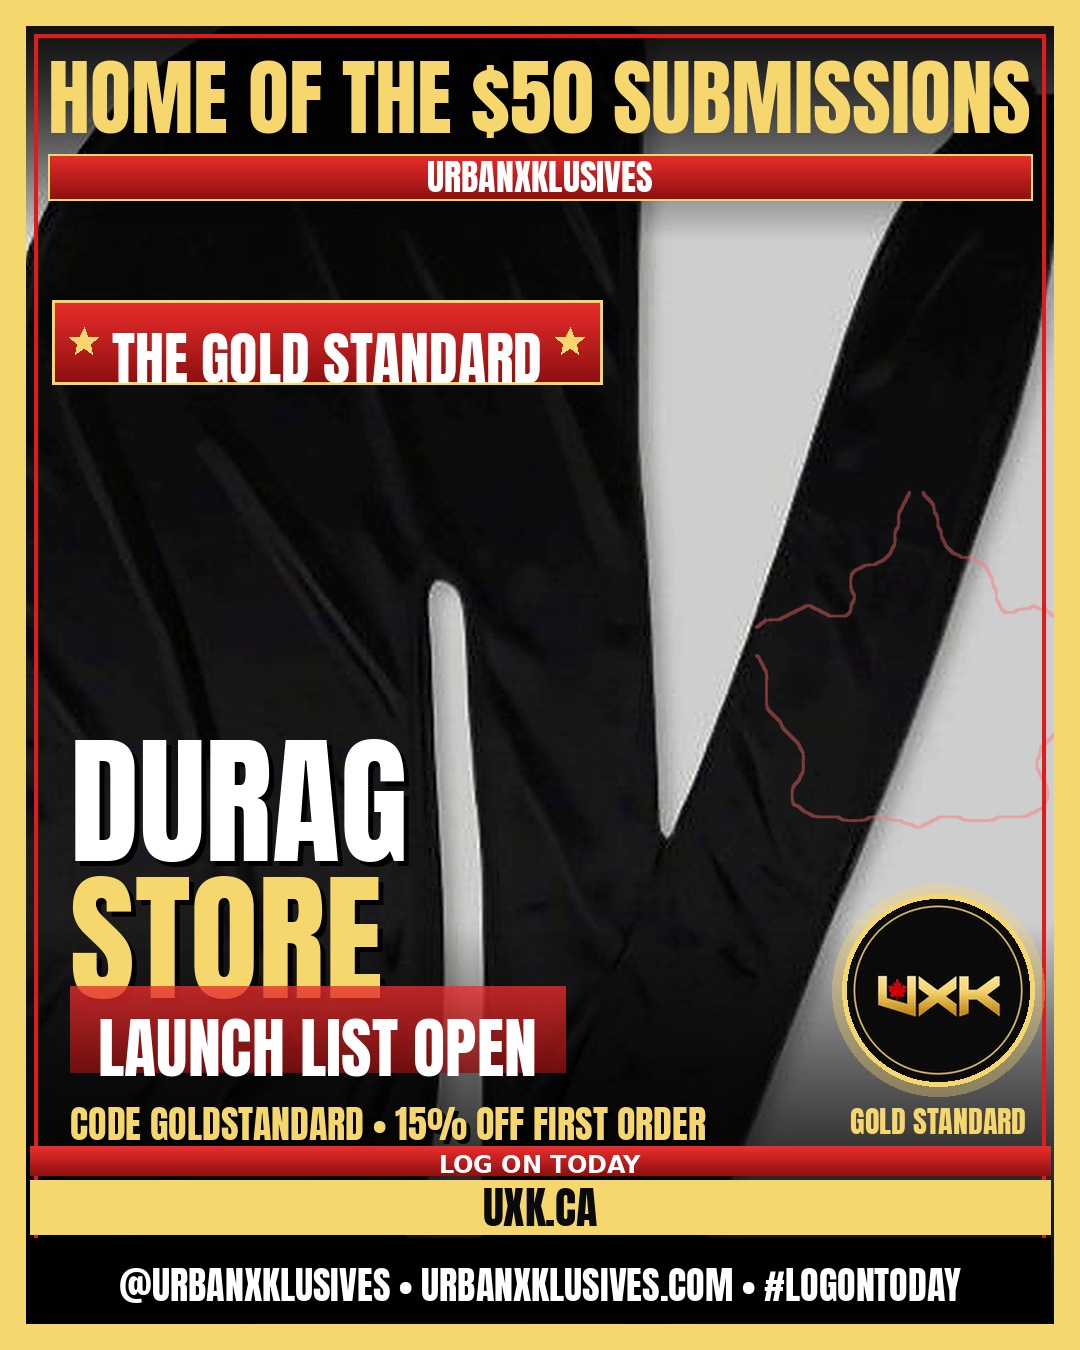 HOME OF THE $50 SUBMISSIONS
URBANXKLUSIVES
THE GOLD STANDARD
DURAG
STORE
LAUNCH LIST OPEN
CODE GOLDSTANDARD • 15% OFF FIRST ORDER
UXK
GOLD STANDARD
LOG ON TODAY
UXK.CA
@URBANXKLUSIVES • URBANXKLUSIVES.COM • #LOGONTODAY